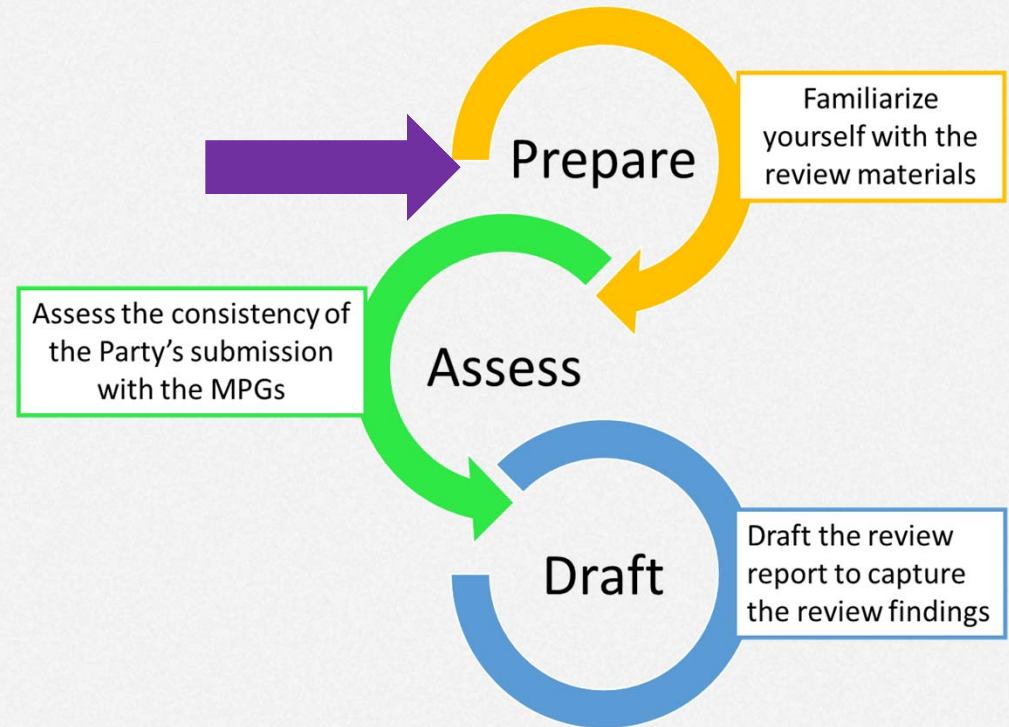 Prepare
Familiarize
yourself with the
review materials
Assess the consistency of
the Party’s submission
with the MPGs
Assess
Draft
Draft the review
report to capture
the review findings